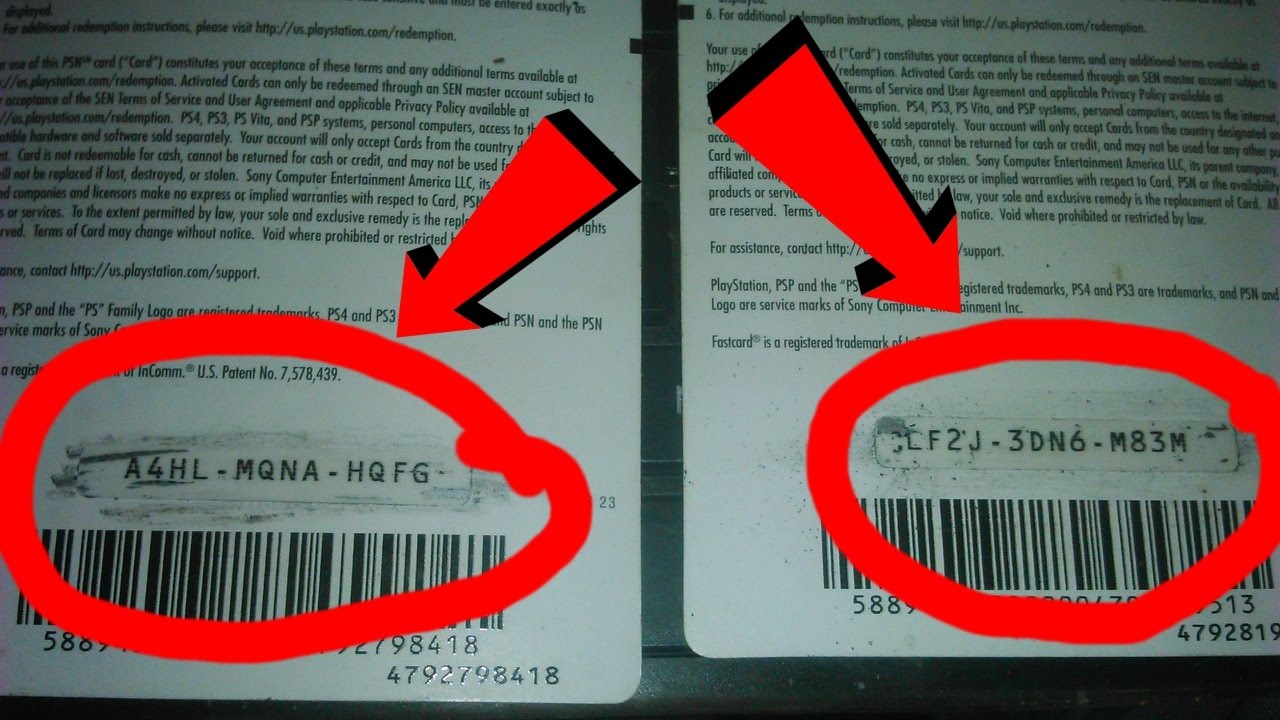 displayed.
For additional redemption instructions, please visit http://us.playstation.com/redemption.
use of this PSN℠ card ("Card") constitutes your acceptance of these terms and any additional terms available at
//us.playstation.com/redemption. Activated Cards can only be redeemed through an SEN master account subject to
acceptance of the SEN Terms of Service and User Agreement and applicable Privacy Policy available at
//us.playstation.com/redemption. PS4, PS3, PS Vita, and PSP systems, personal computers, access to the
hardware and software sold separately. Your account will only accept Cards from the country
Card is not redeemable for cash, cannot be returned for cash or credit, and may not be used
not be replaced if lost, destroyed, or stolen. Sony Computer Entertainment America LLC, its
companies and licensors make no express or implied warranties with respect to Card, PSN
or services. To the extent permitted by law, your sole and exclusive remedy is the rights
Terms of Card may change without notice. Void where prohibited or restricted
contact http://us.playstation.com/support.
PSP and the "PS" Family Logo are registered trademarks, PS4 and PS3 PSN and the PSN
service marks of Sony
of InComm.® U.S. Patent No. 7,578,439.
A4HL-MQNA-HQFG
23
92798418
4792798418
displayed.
6. For additional redemption instructions, please visit http://us.playstation.com/redemption.
Your use of ("Card") constitutes your acceptance of these terms and any additional terms available at
Activated Cards can only be redeemed through an SEN master account subject to
Terms of Service and User Agreement and applicable Privacy Policy available at
PS4, PS3, PS Vita, and PSP systems, personal computers, access to the internet,
sold separately. Your account will only accept Cards from the country designated
or cash, cannot be returned for cash or credit, and may not be used for any other
Card will or stolen. Sony Computer Entertainment America LLC, its parent company,
affiliated no express or implied warranties with respect to Card, PSN or the availability
products or by law, your sole and exclusive remedy is the replacement of Card. All
are reserved. Terms notice. Void where prohibited or restricted by law.
For assistance, contact /support.
PlayStation, PSP and the "PS registered trademarks, PS4 and PS3 are trademarks, and PSN and
Logo are service marks of Sony Computer Inc.
Fastcard® is a registered trademark of
LF2J-3DN6-M83M
513
4792819